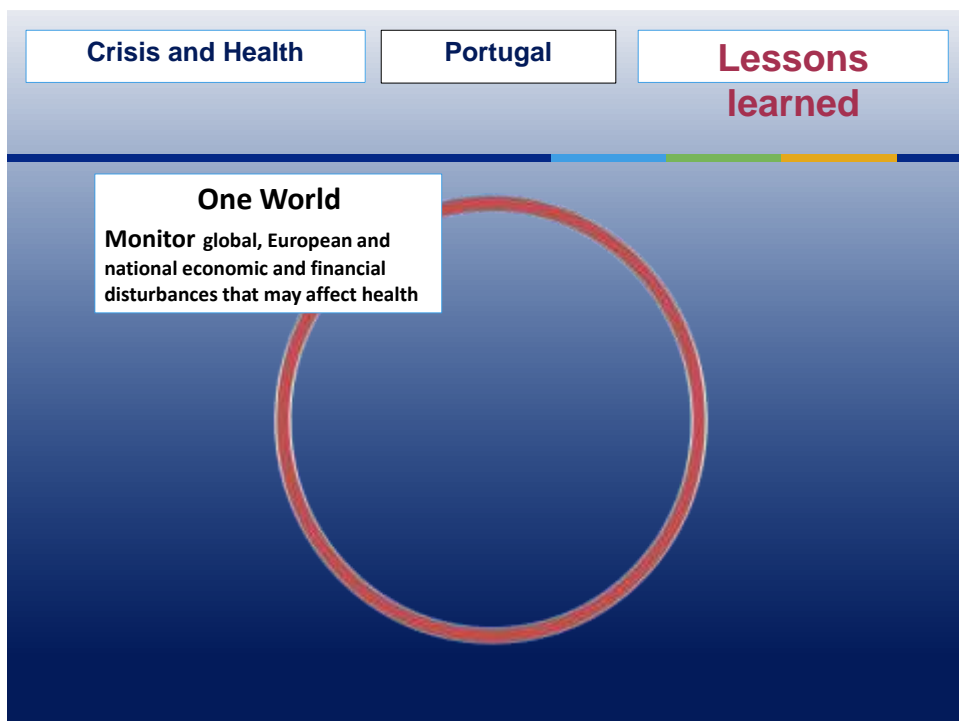 Crisis and Health
Portugal
Lessons
learned
One World
Monitor global, European and
national economic and financial
disturbances that may affect health